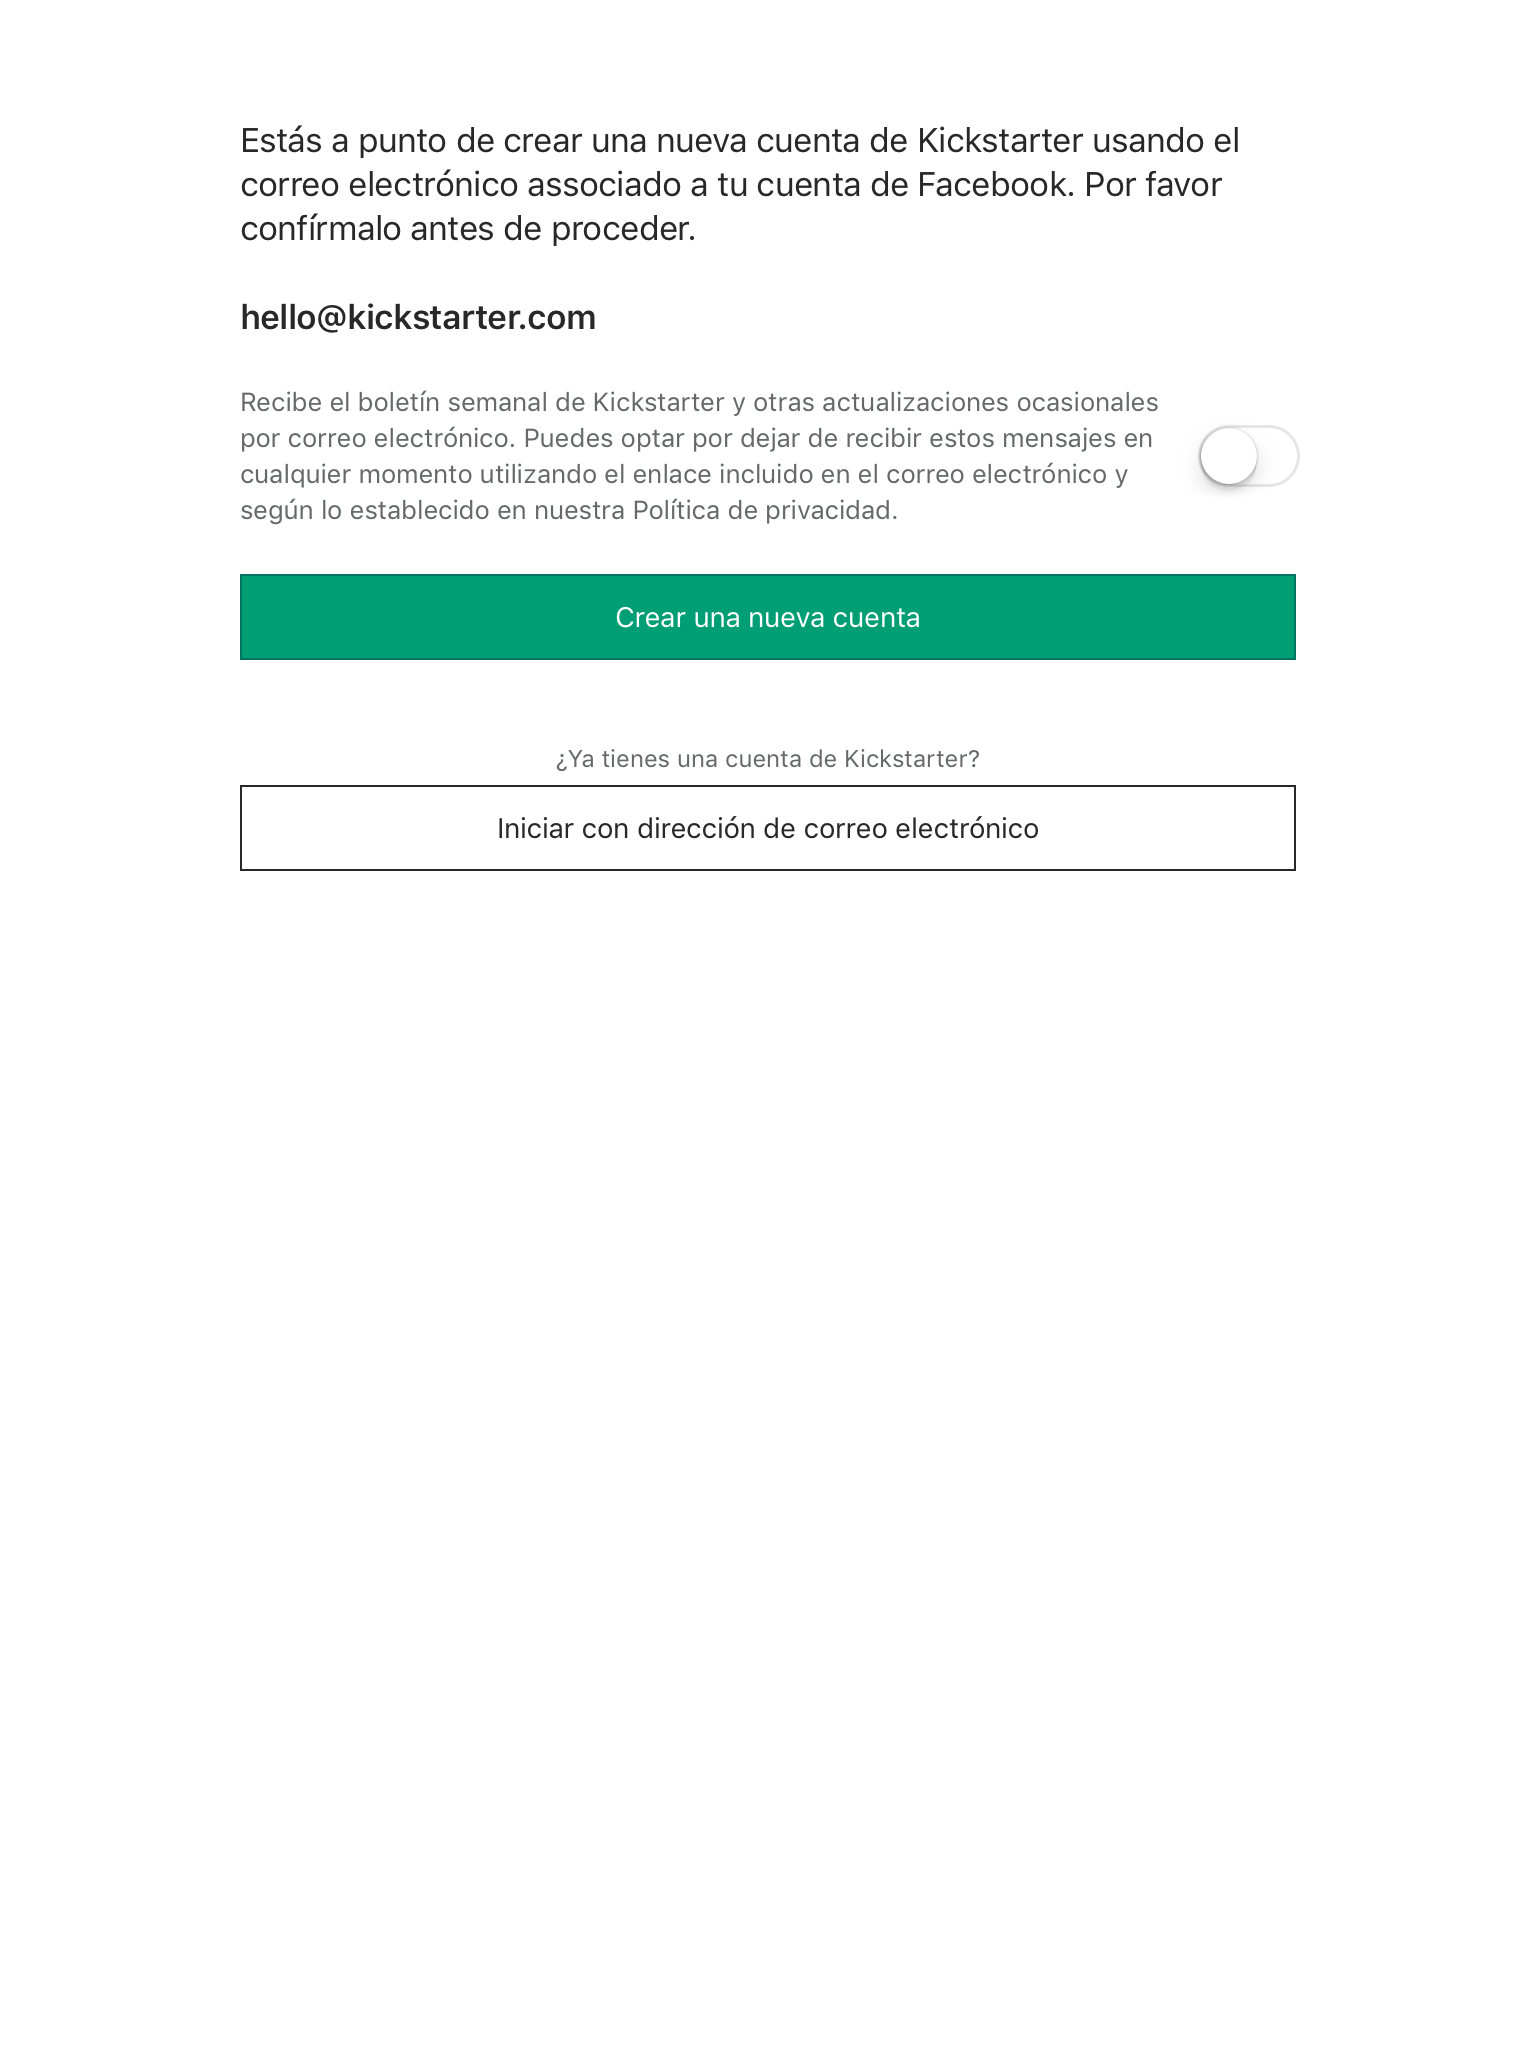 Estás a punto de crear una nueva cuenta de Kickstarter usando el
correo electrónico associado a tu cuenta de Facebook. Por favor
confírmalo antes de proceder.
hello@kickstarter.com
Recibe el boletín semanal de Kickstarter y otras actualizaciones ocasionales
por correo electrónico. Puedes optar por dejar de recibir estos mensajes en
cualquier momento utilizando el enlace incluido en el correo electrónico y
según lo establecido en nuestra Política de privacidad.
Crear una nueva cuenta
¿Ya tienes una cuenta de Kickstarter?
Iniciar con dirección de correo electrónico